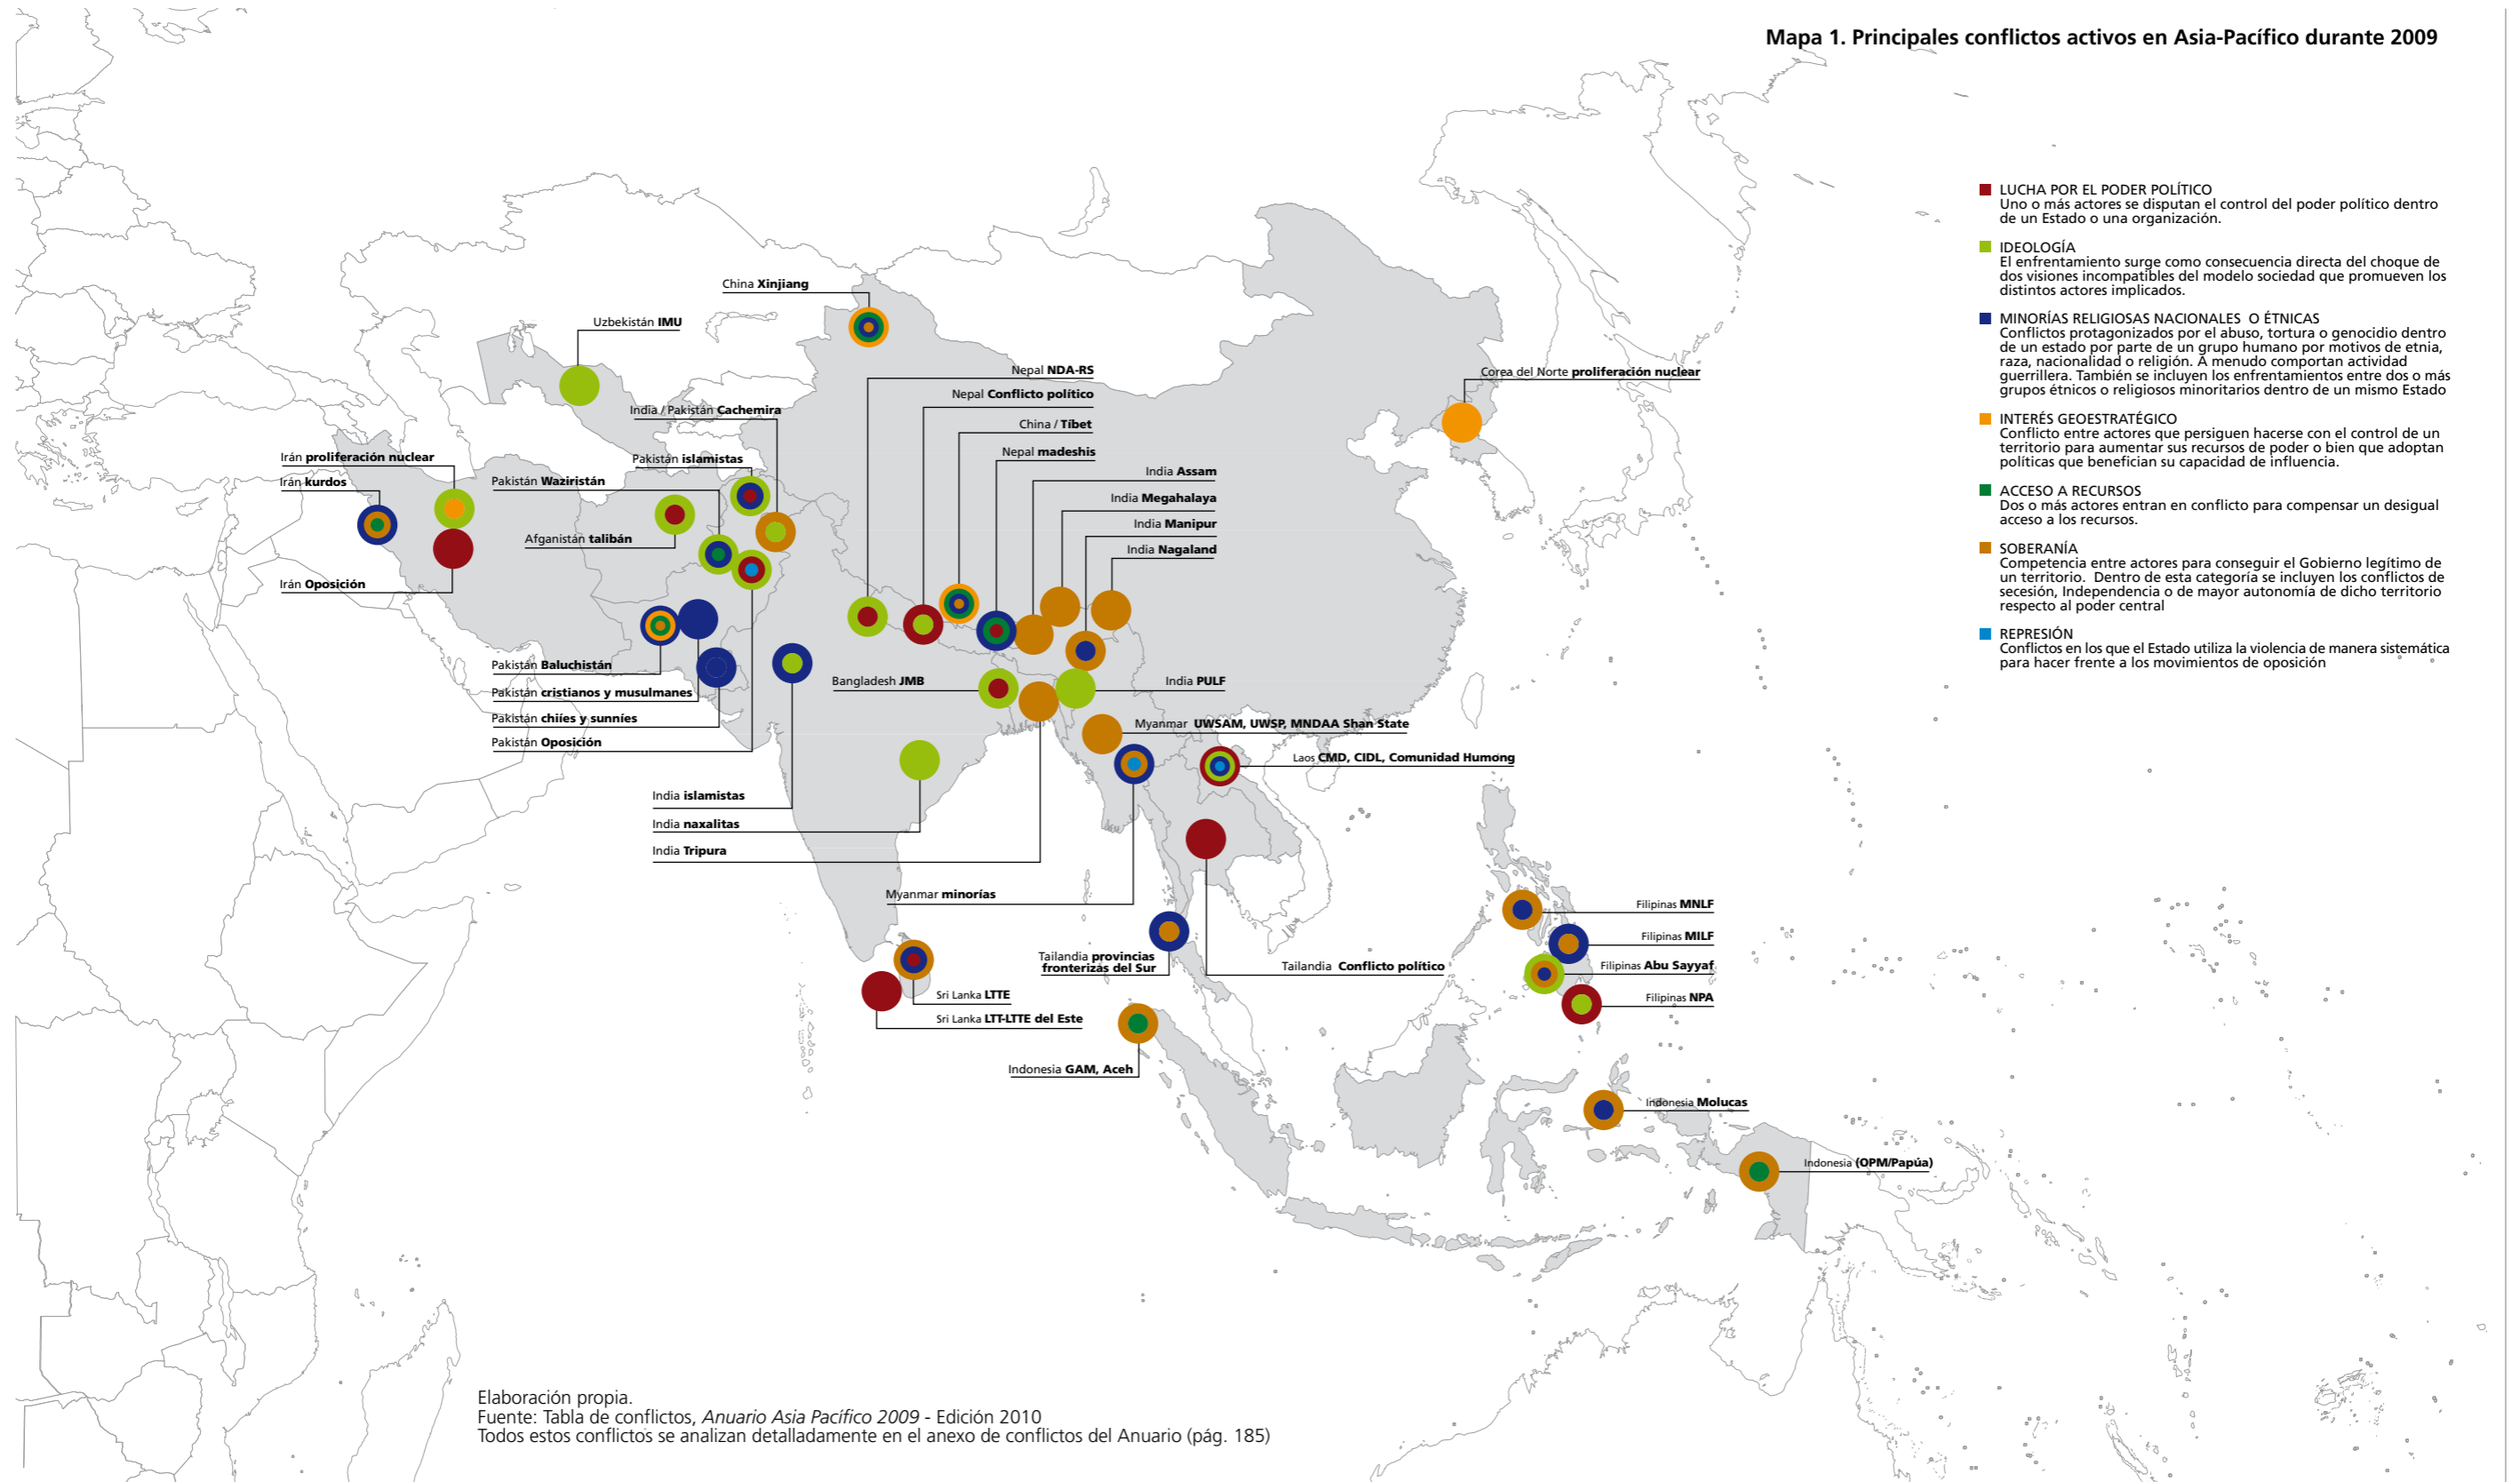 Mapa 1. Principales conflictos activos en Asia-Pacífico durante 2009
LUCHA POR EL PODER POLÍTICO
Uno o más actores se disputan el control del poder político dentro
de un Estado o una organización.
IDEOLOGÍA
El enfrentamiento surge como consecuencia directa del choque de
dos visiones incompatibles del modelo sociedad que promueven los
distintos actores implicados.
MINORÍAS RELIGIOSAS NACIONALES O ÉTNICAS
Conflictos protagonizados por el abuso, tortura o genocidio dentro
de un estado por parte de un grupo humano por motivos de etnia,
raza, nacionalidad o religión. A menudo comportan actividad
guerrillera. También se incluyen los enfrentamientos entre dos o más
grupos étnicos o religiosos minoritarios dentro de un mismo Estado
INTERÉS GEOESTRATÉGICO
Conflicto entre actores que persiguen hacerse con el control de un
territorio para aumentar sus recursos de poder o bien que adoptan
políticas que benefician su capacidad de influencia.
ACCESO A RECURSOS
Dos o más actores entran en conflicto para compensar un desigual
acceso a los recursos.
SOBERANÍA
Competencia entre actores para conseguir el Gobierno legítimo de
un territorio. Dentro de esta categoría se incluyen los conflictos de
secesión, Independencia o de mayor autonomía de dicho territorio
respecto al poder central
REPRESIÓN
Conflictos en los que el Estado utiliza la violencia de manera sistemática
para hacer frente a los movimientos de oposición
China Xinjiang
Uzbekistán IMU
Nepal NDA-RS
Corea del Norte proliferación nuclear
Nepal Conflicto político
India / Pakistán Cachemira
China / Tíbet
Nepal madeshis
Irán proliferación nuclear
Pakistán islamistas
India Assam
Irán kurdos
Pakistán Waziristán
India Megahalaya
India Manipur
Afganistán talibán
India Nagaland
Irán Oposición
Pakistán Baluchistán
Bangladesh JMB
India PULF
Pakistán cristianos y musulmanes
Pakistán chiíes y sunníes
Myanmar UWSAM, UWSP, MNDAA Shan State
Pakistán Oposición
Laos CMD, CIDL, Comunidad Humong
India islamistas
India naxalitas
India Tripura
Myanmar minorías
Filipinas MNLF
Filipinas MILF
Tailandia provincias
fronterizas del Sur
Tailandia Conflicto político
Filipinas Abu Sayyaf
Sri Lanka LTTE
Filipinas NPA
Sri Lanka LTT-LTTE del Este
Indonesia GAM, Aceh
Indonesia Molucas
Indonesia (OPM/Papúa)
Elaboración propia.
Fuente: Tabla de conflictos, Anuario Asia Pacífico 2009 - Edición 2010
Todos estos conflictos se analizan detalladamente en el anexo de conflictos del Anuario (pág. 185)